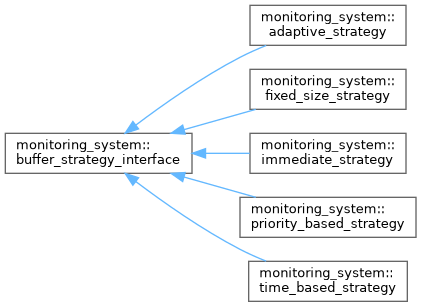 monitoring_system::
adaptive_strategy
monitoring_system::
fixed_size_strategy
monitoring_system::
buffer_strategy_interface
monitoring_system::
immediate_strategy
monitoring_system::
priority_based_strategy
monitoring_system::
time_based_strategy